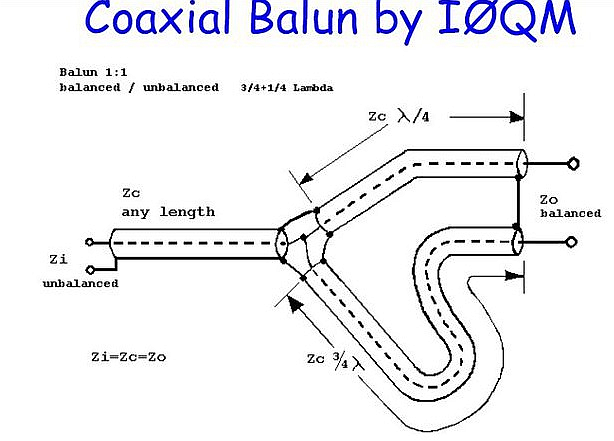 Coaxial Balun by IØQM
Balun 1:1
balanced / unbalanced 3/4+1/4 Lambda
Zc λ/4
Zc
any length
Zo
balanced
Zi
unbalanced
Zi=Zc=Zo
Zc 3/4 λ